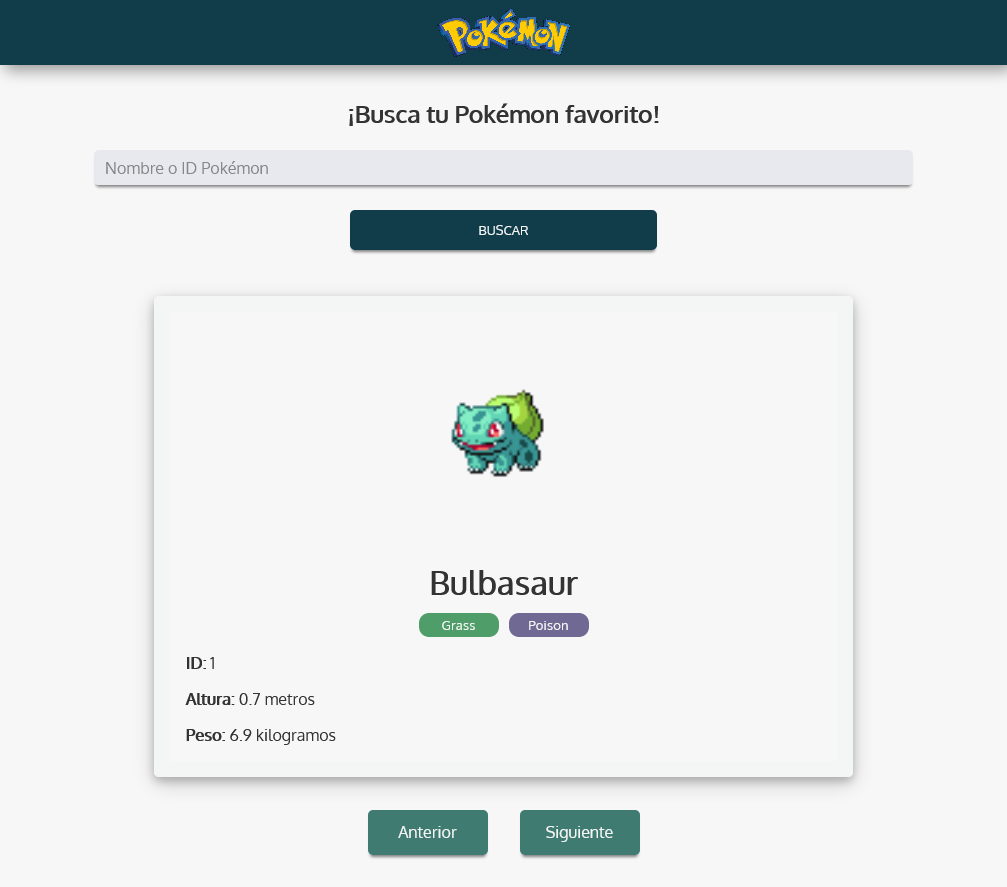 POKéMON
¡Busca tu Pokémon favorito!
Nombre o ID Pokémon
BUSCAR
Bulbasaur
Grass Poison
ID: 1
Altura: 0.7 metros
Peso: 6.9 kilogramos
Anterior Siguiente